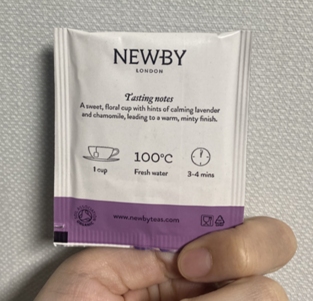 NEWBY
LONDON
Tasting notes
A sweet, floral cup with hints of calming lavender
and chamomile, leading to a warm, minty finish.
1 cup
100°C
Fresh water
3-4 mins
www.newbyteas.com